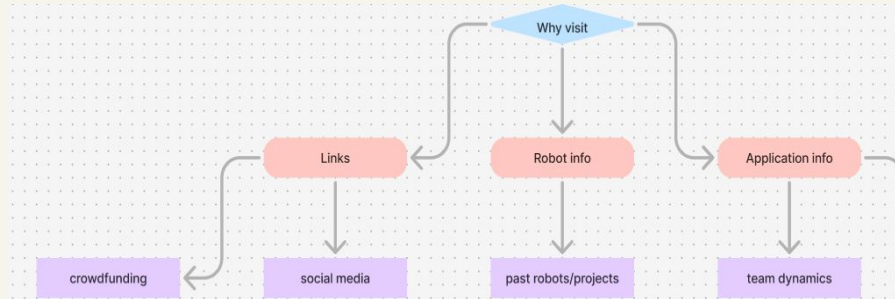 Why visit
Links
Robot info
Application info
crowdfunding
social media
past robots/projects
team dynamics